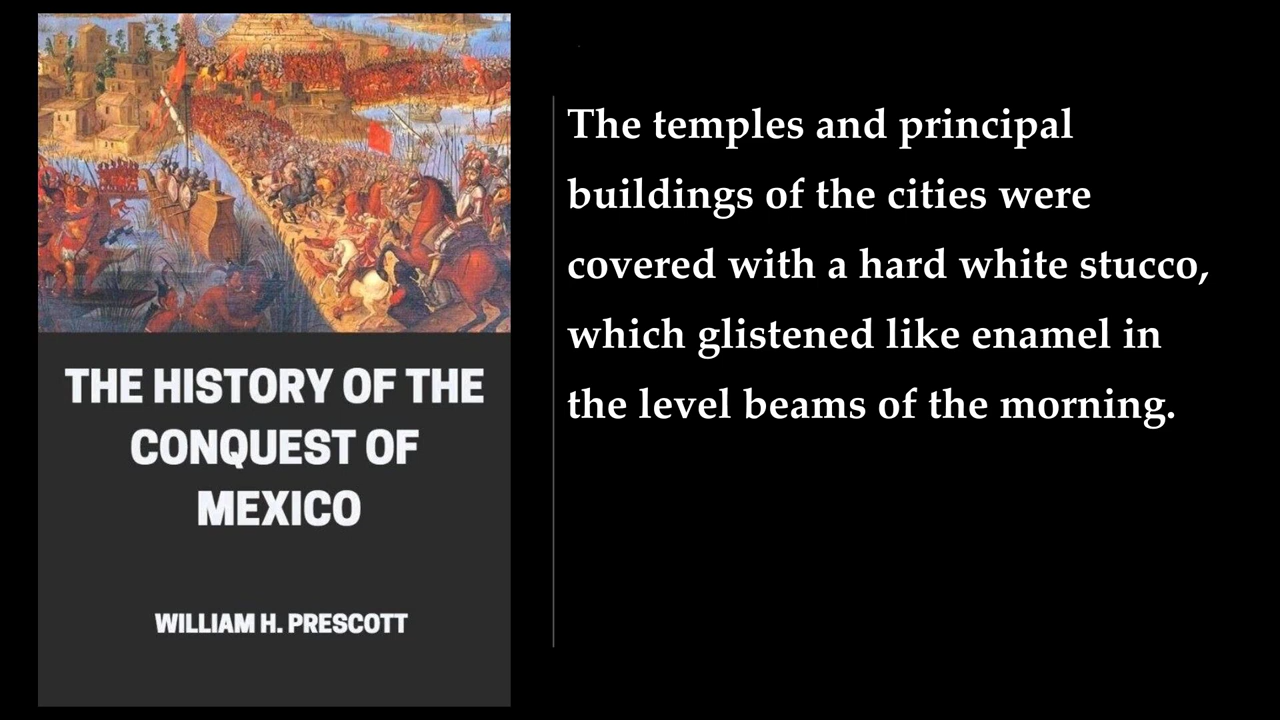 THE HISTORY OF THE
CONQUEST OF
MEXICO
WILLIAM H. PRESCOTT
The temples and principal
buildings of the cities were
covered with a hard white stucco,
which glistened like enamel in
the level beams of the morning.